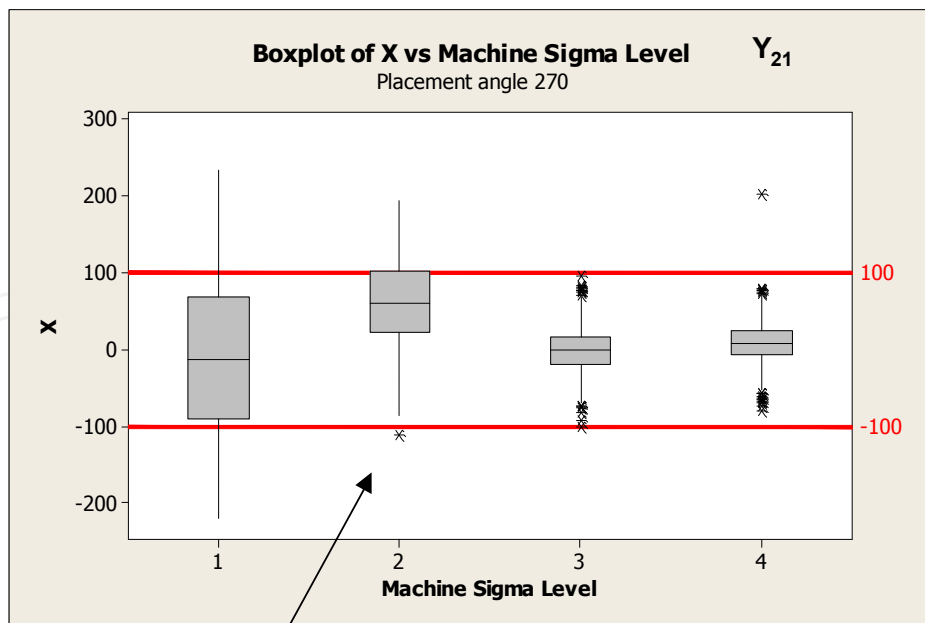 Boxplot of X vs Machine Sigma Level
Y21
Placement angle 270
300
200
100
0
-100
-200
X
100
-100
1 2 3 4
Machine Sigma Level